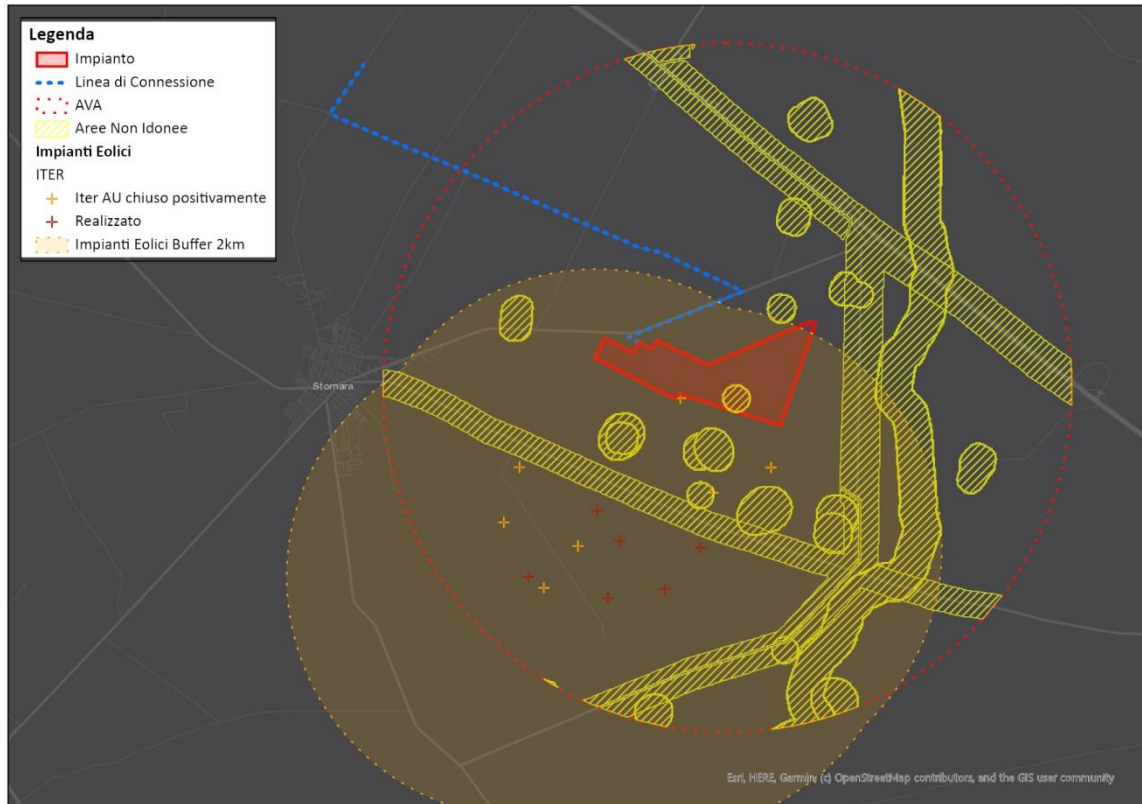 Legenda
Impianto
Linea di Connessione
AVA
Aree Non Idonee
Impianti Eolici
ITER
Iter AU chiuso positivamente
Realizzato
Impianti Eolici Buffer 2km
Stornara
Esri, HERE, Garmin, (c) OpenStreetMap contributors, and the GIS user community